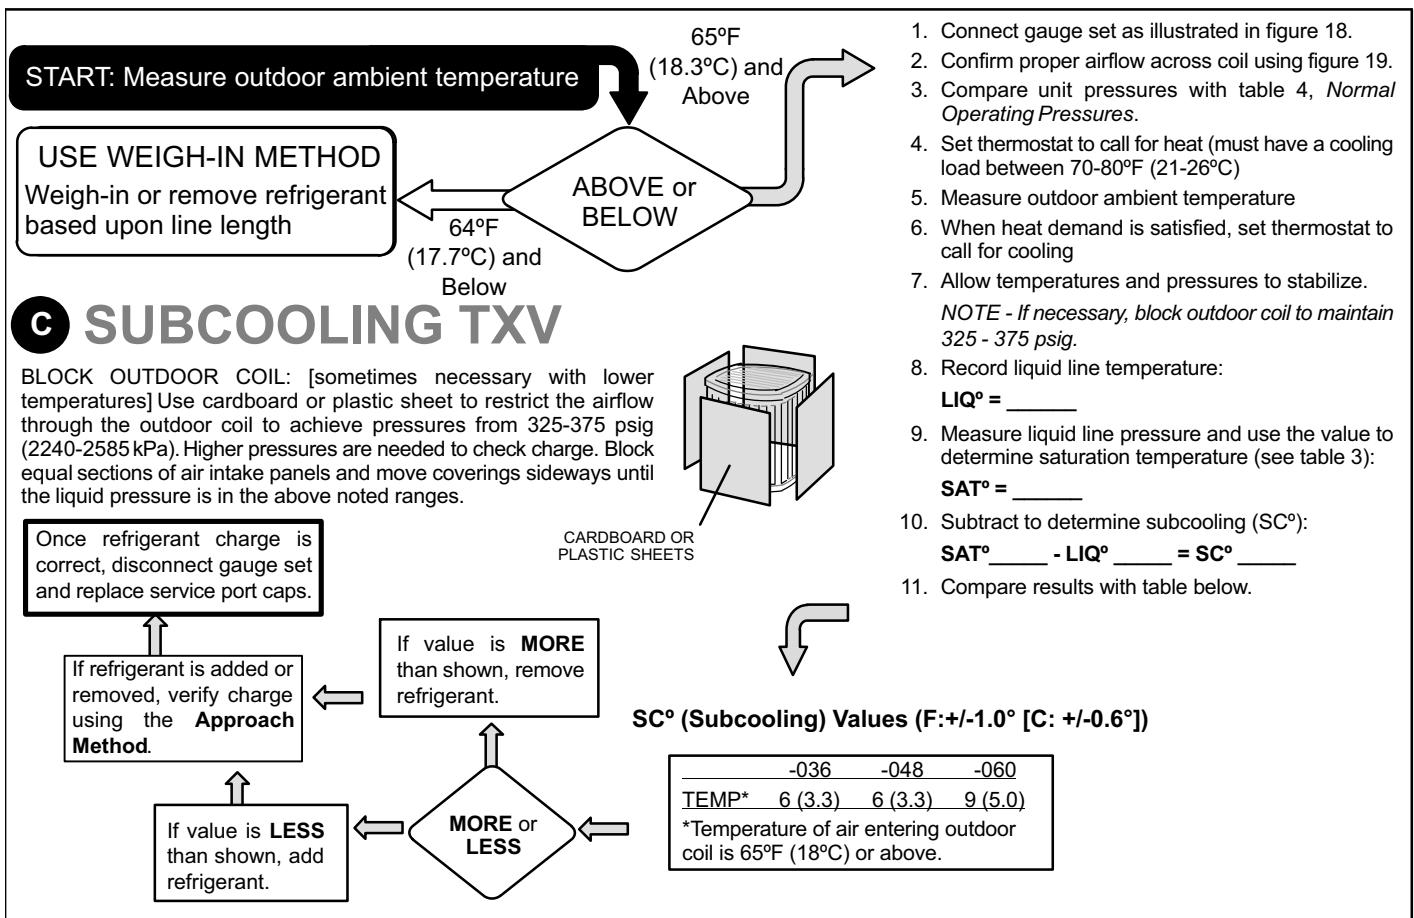 START: Measure outdoor ambient temperature
65ºF
(18.3ºC) and
Above
USE WEIGH-IN METHOD
Weigh-in or remove refrigerant
based upon line length
ABOVE or
BELOW
64ºF
(17.7ºC) and
Below
C SUBCOOLING TXV
BLOCK OUTDOOR COIL: [sometimes necessary with lower
temperatures] Use cardboard or plastic sheet to restrict the airflow
through the outdoor coil to achieve pressures from 325-375 psig
(2240-2585 kPa). Higher pressures are needed to check charge. Block
equal sections of air intake panels and move coverings sideways until
the liquid pressure is in the above noted ranges.
CARDBOARD OR
PLASTIC SHEETS
1. Connect gauge set as illustrated in figure 18.
2. Confirm proper airflow across coil using figure 19.
3. Compare unit pressures with table 4, Normal
Operating Pressures.
4. Set thermostat to call for heat (must have a cooling
load between 70-80ºF (21-26ºC)
5. Measure outdoor ambient temperature
6. When heat demand is satisfied, set thermostat to
call for cooling
7. Allow temperatures and pressures to stabilize.
NOTE - If necessary, block outdoor coil to maintain
325 - 375 psig.
8. Record liquid line temperature:
LIQº = ______
9. Measure liquid line pressure and use the value to
determine saturation temperature (see table 3):
SATº = ______
10. Subtract to determine subcooling (SCº):
SATº_____ - LIQº _____ = SCº _____
11. Compare results with table below.
SCº (Subcooling) Values (F:+/-1.0° [C: +/-0.6°])
-036 -048 -060
TEMP* 6 (3.3) 6 (3.3) 9 (5.0)
*Temperature of air entering outdoor
coil is 65ºF (18ºC) or above.
MORE or
LESS
If value is MORE
than shown, remove
refrigerant.
If value is LESS
than shown, add
refrigerant.
If refrigerant is added or
removed, verify charge
using the Approach
Method.
Once refrigerant charge is
correct, disconnect gauge set
and replace service port caps.